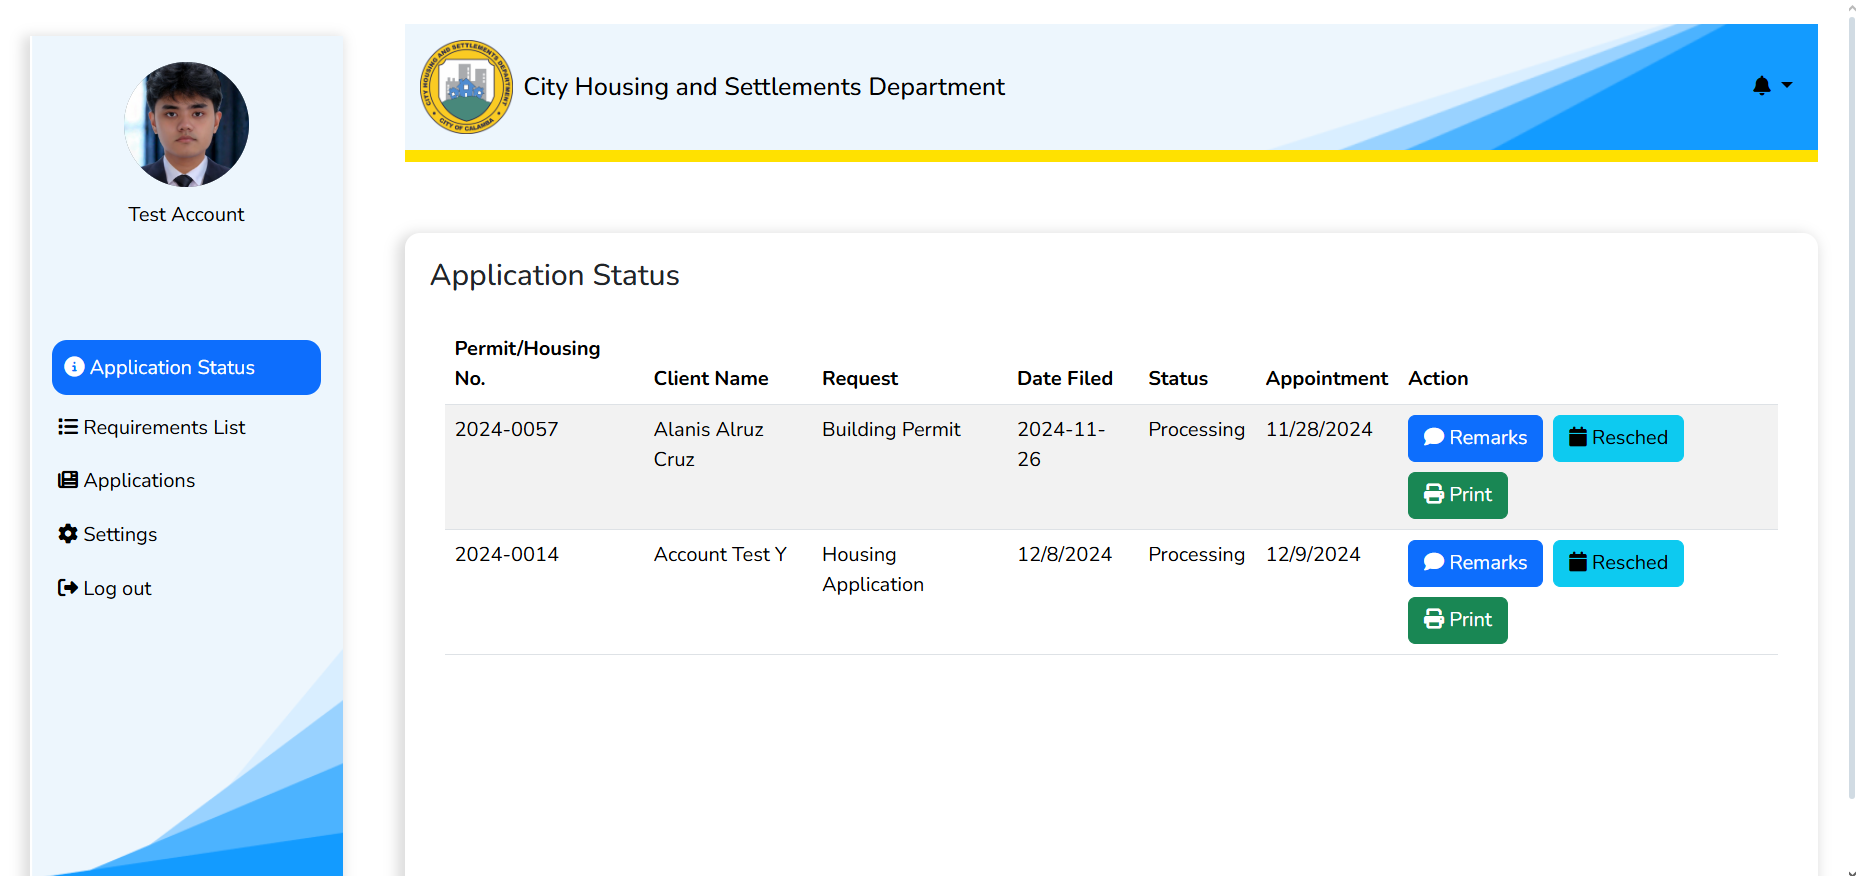 Test Account
Application Status
Requirements List
Applications
Settings
Log out
CITY HOUSING AND SETTLEMENTS DEPARTMENT
CITY OF CALAMBA
City Housing and Settlements Department
Application Status
Permit/Housing
No. Client Name Request Date Filed Status Appointment Action
2024-0057 Alanis Alruz Building Permit 2024-11- Processing 11/28/2024 Remarks Resched
Cruz 26
Print
2024-0014 Account Test Y Housing 12/8/2024 Processing 12/9/2024 Remarks Resched
Application
Print